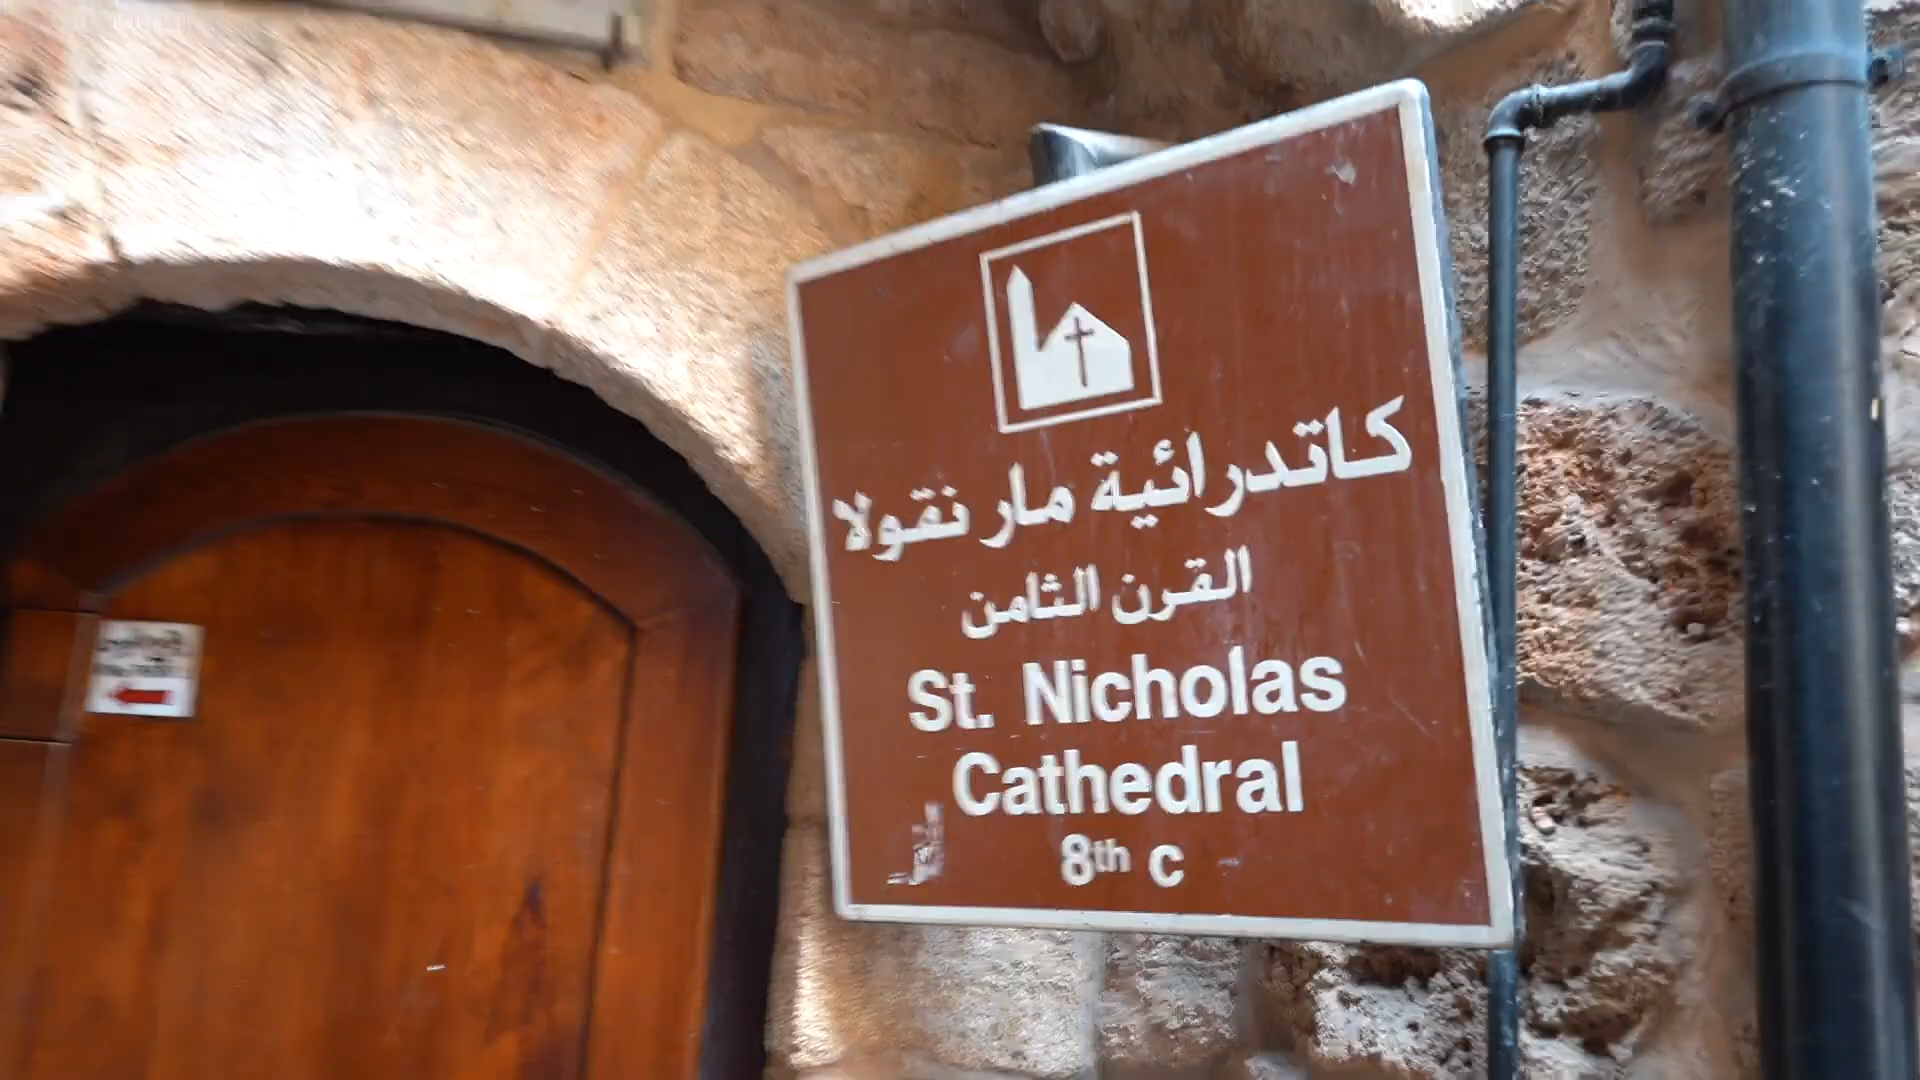 كاتدرائية مار نقولا
القرن الثامن
St. Nicholas
Cathedral
8th c